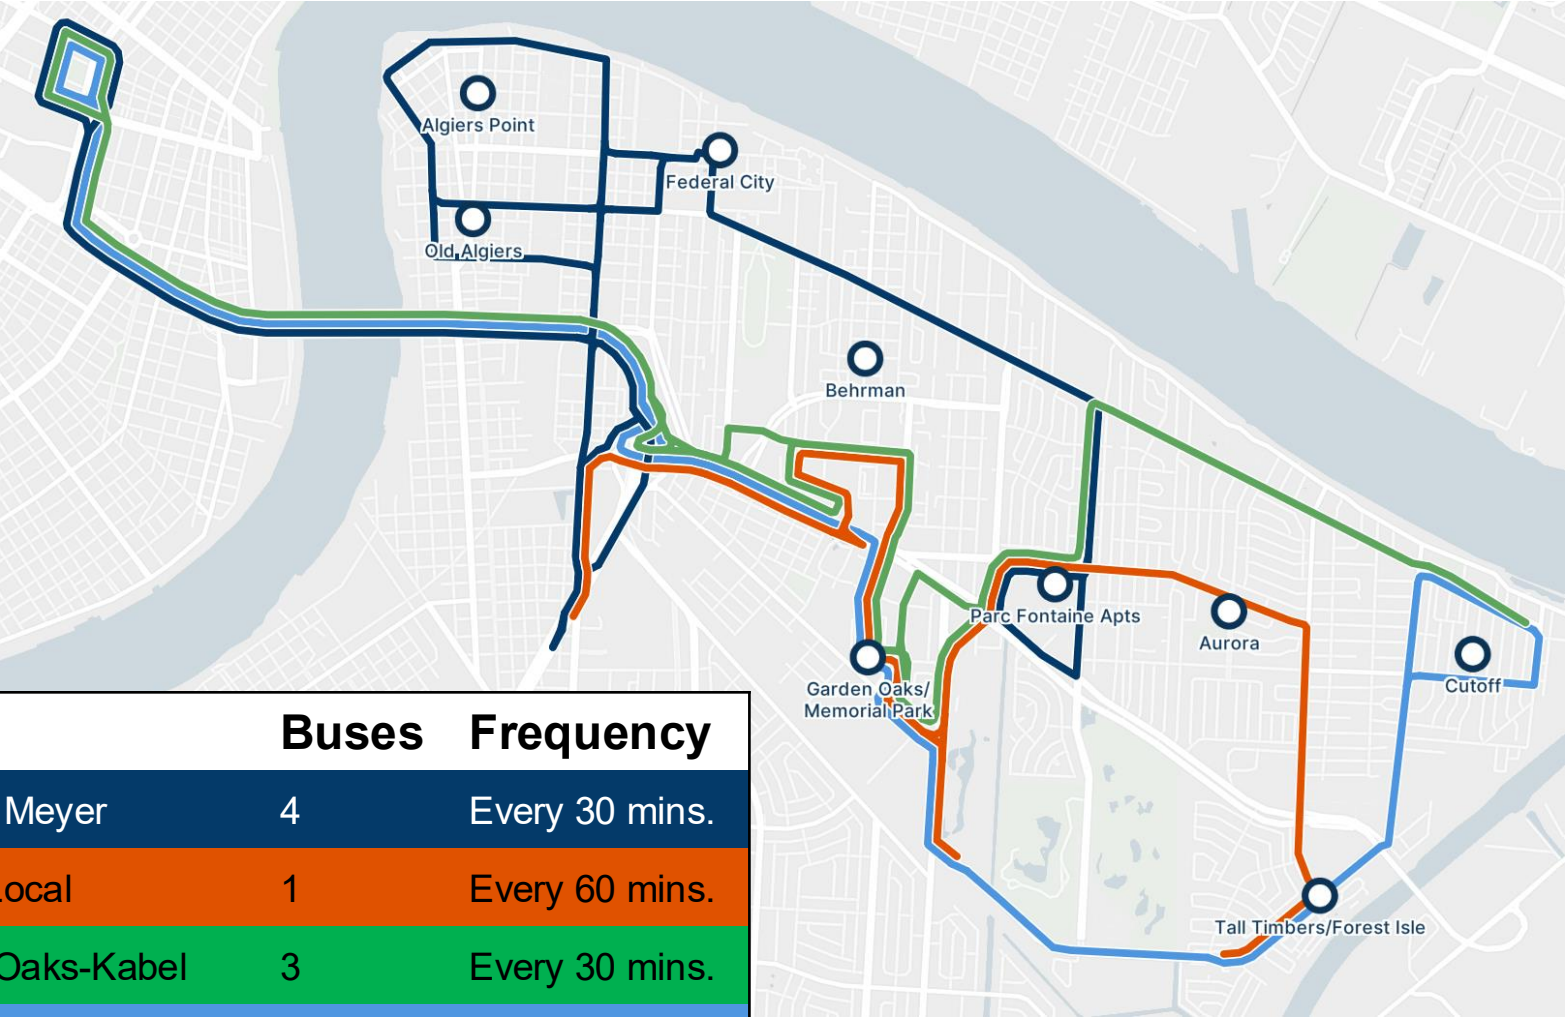 Algiers Point
Federal City
Old Algiers
Behrman
Parc Fontaine Apts
Aurora
Garden Oaks/
Memorial Park
Cutoff
Tall Timbers/Forest Isle
Buses Frequency
Meyer 4 Every 30 mins.
ocal 1 Every 60 mins.
Oaks-Kabel 3 Every 30 mins.